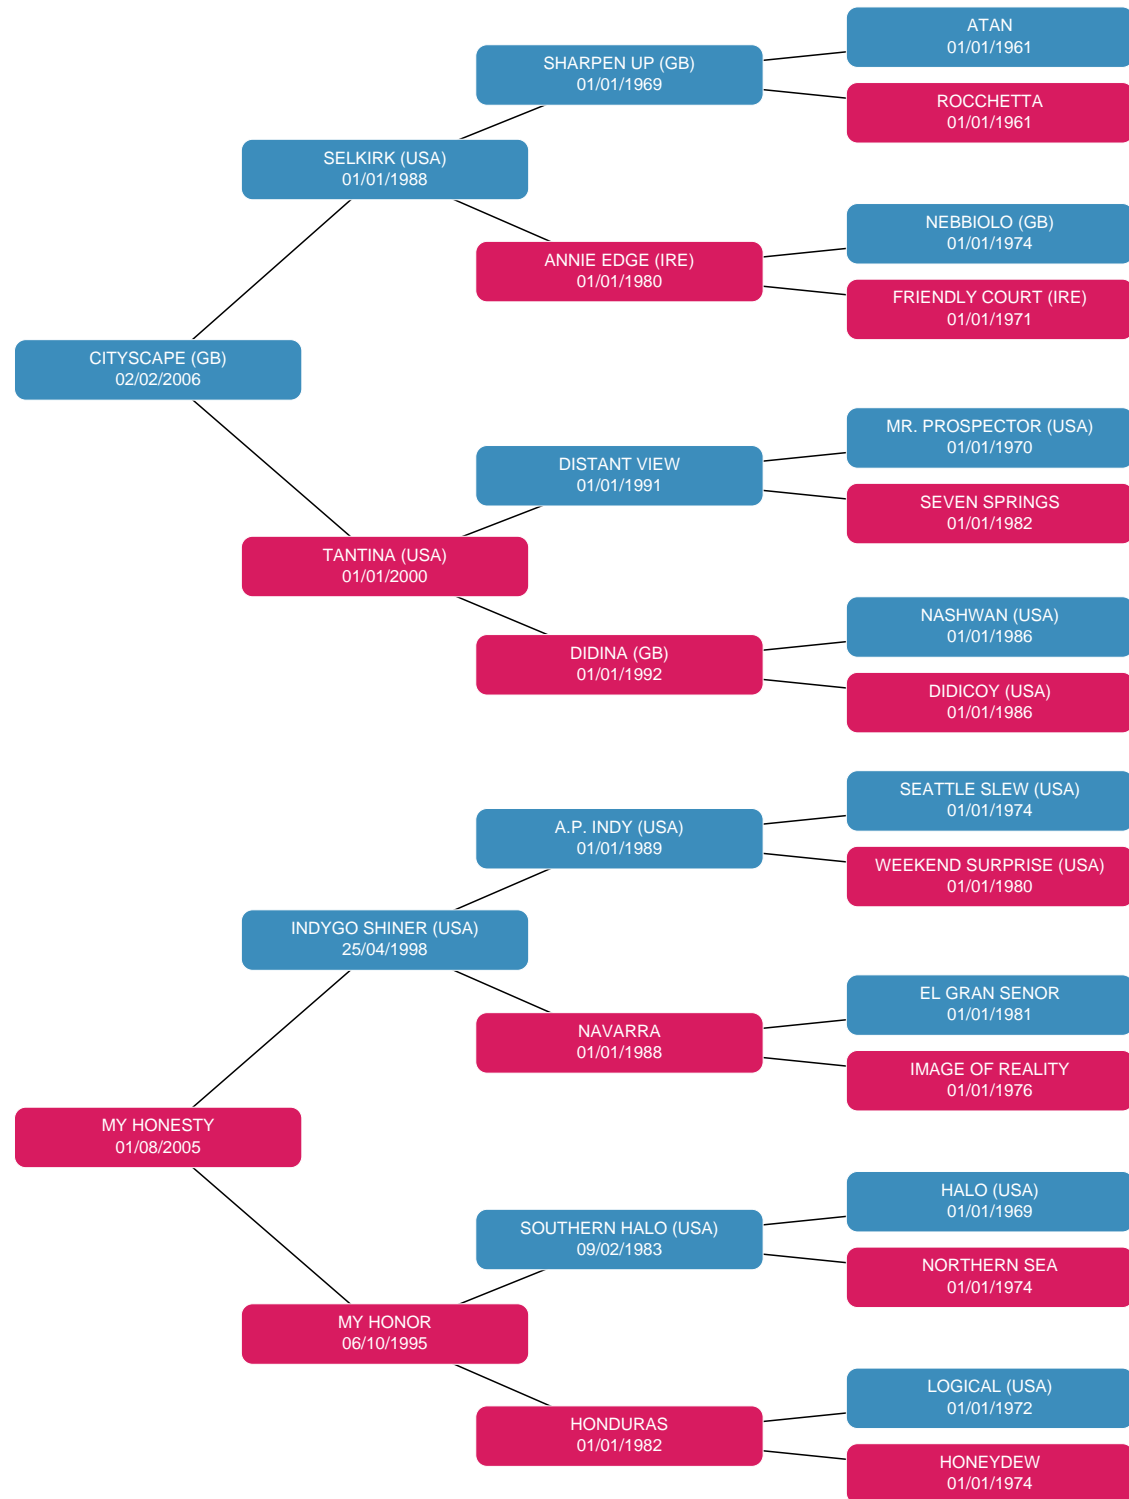 ATAN
01/01/1961
SHARPEN UP (GB)
01/01/1969
ROCCHETTA
01/01/1961
SELKIRK (USA)
01/01/1988
NEBBIOLO (GB)
01/01/1974
ANNIE EDGE (IRE)
01/01/1980
FRIENDLY COURT (IRE)
01/01/1971
CITYSCAPE (GB)
02/02/2006
MR. PROSPECTOR (USA)
01/01/1970
DISTANT VIEW
01/01/1991
SEVEN SPRINGS
01/01/1982
TANTINA (USA)
01/01/2000
NASHWAN (USA)
01/01/1986
DIDINA (GB)
01/01/1992
DIDICOY (USA)
01/01/1986
SEATTLE SLEW (USA)
01/01/1974
A.P. INDY (USA)
01/01/1989
WEEKEND SURPRISE (USA)
01/01/1980
INDYGO SHINER (USA)
25/04/1998
EL GRAN SENOR
01/01/1981
NAVARRA
01/01/1988
IMAGE OF REALITY
01/01/1976
MY HONESTY
01/08/2005
HALO (USA)
01/01/1969
SOUTHERN HALO (USA)
09/02/1983
NORTHERN SEA
01/01/1974
MY HONOR
06/10/1995
LOGICAL (USA)
01/01/1972
HONDURAS
01/01/1982
HONEYDEW
01/01/1974